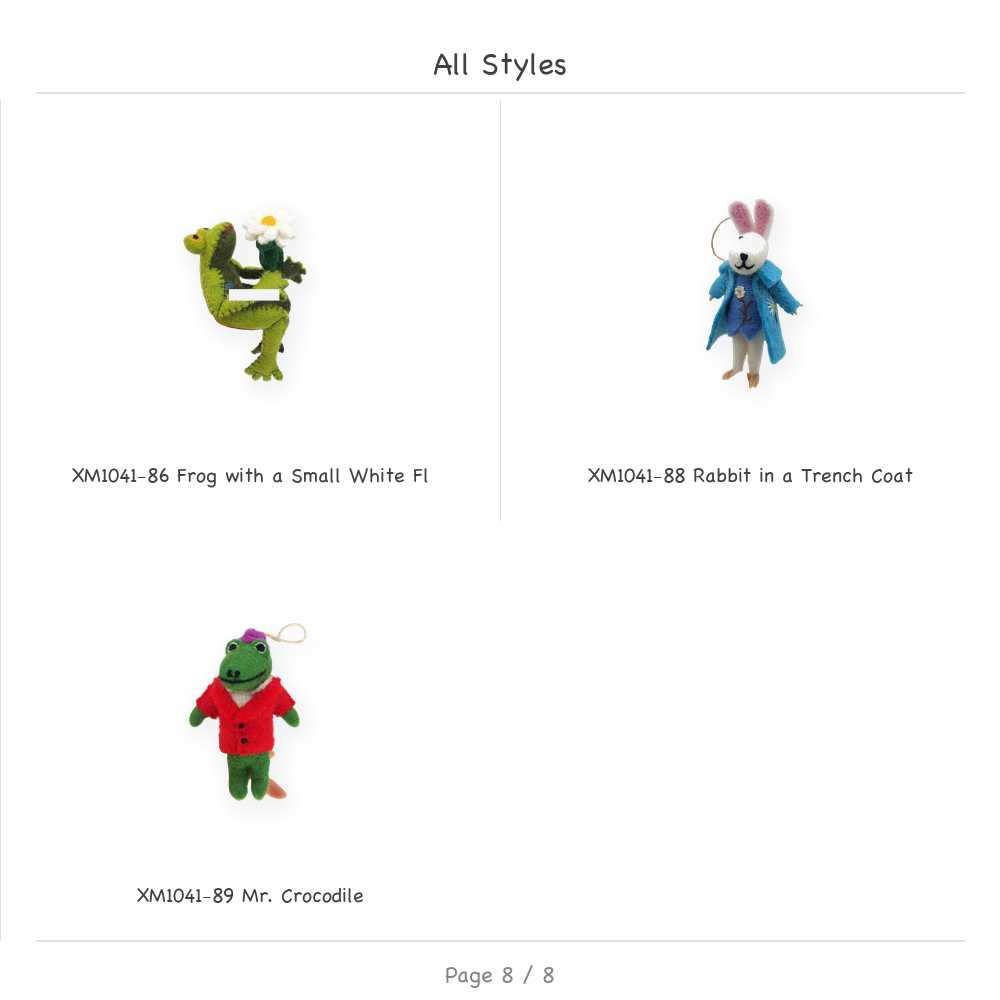 All Styles
XM1041-86 Frog with a Small White Fl
XM1041-88 Rabbit in a Trench Coat
XM1041-89 Mr. Crocodile
Page 8 / 8